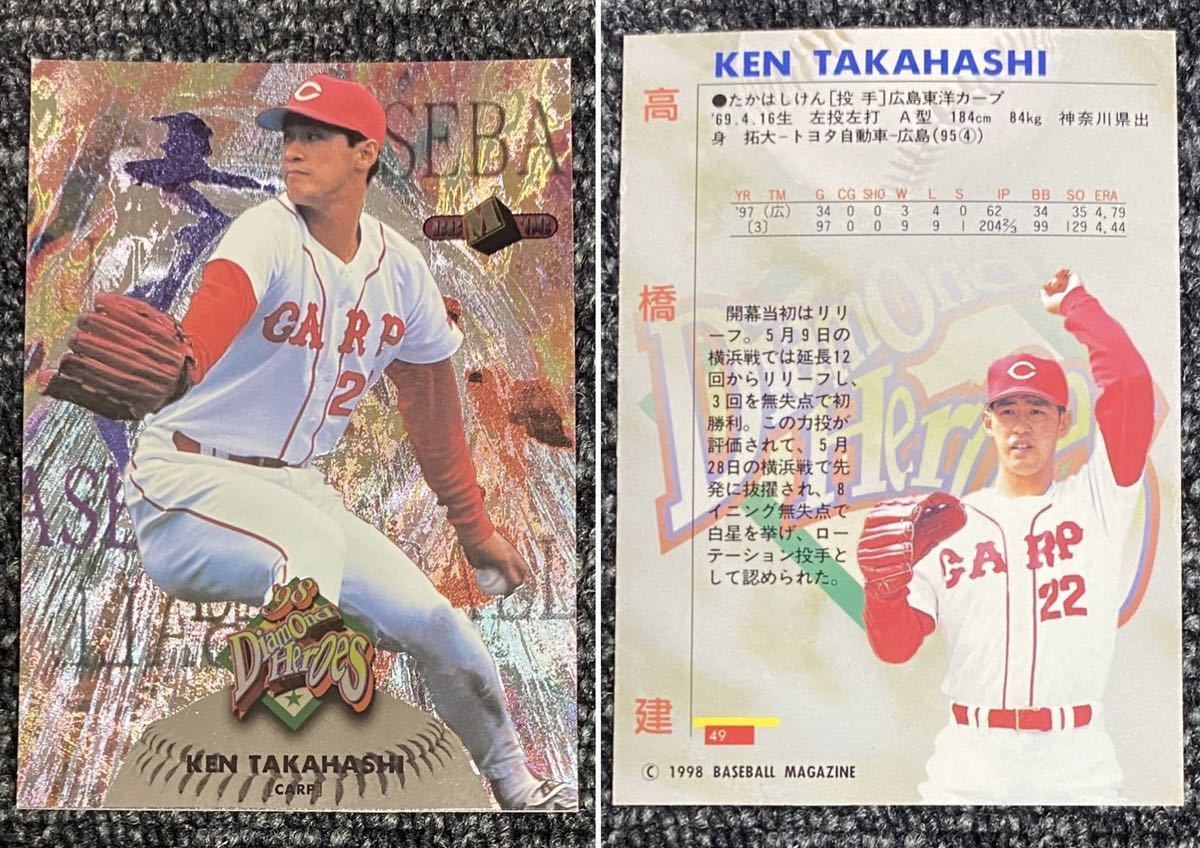 C
SEBA
BBM
CARP
2
ASE
'98
DiamOnd
HerOes
KEN TAKAHASHI
[CARP]
KEN TAKAHASHI
高橋建
●たかはしけん[投 手]広島東洋カープ
'69.4.16生 左投左打 A型 184cm 84kg 神奈川県出
身 拓大−トヨタ自動車−広島(95④)
YR TM G CG SHO W L S IP BB SO ERA
'97 (広) 34 0 0 3 4 0 62 34 35 4.79
(3) 97 0 0 9 9 1 204⅔ 99 129 4.44
開幕当初はリリ
ーフ。5月9日の
横浜戦では延長12
回からリリーフし、
3回を無失点で初
勝利。この力投が
評価されて、5月
28日の横浜戦で先
発に抜擢され、8
イニング無失点で
白星を挙げ、ロー
テーション投手と
して認められた。
DiamOnd
HerOes
C
CARP
22
49
© 1998 BASEBALL MAGAZINE